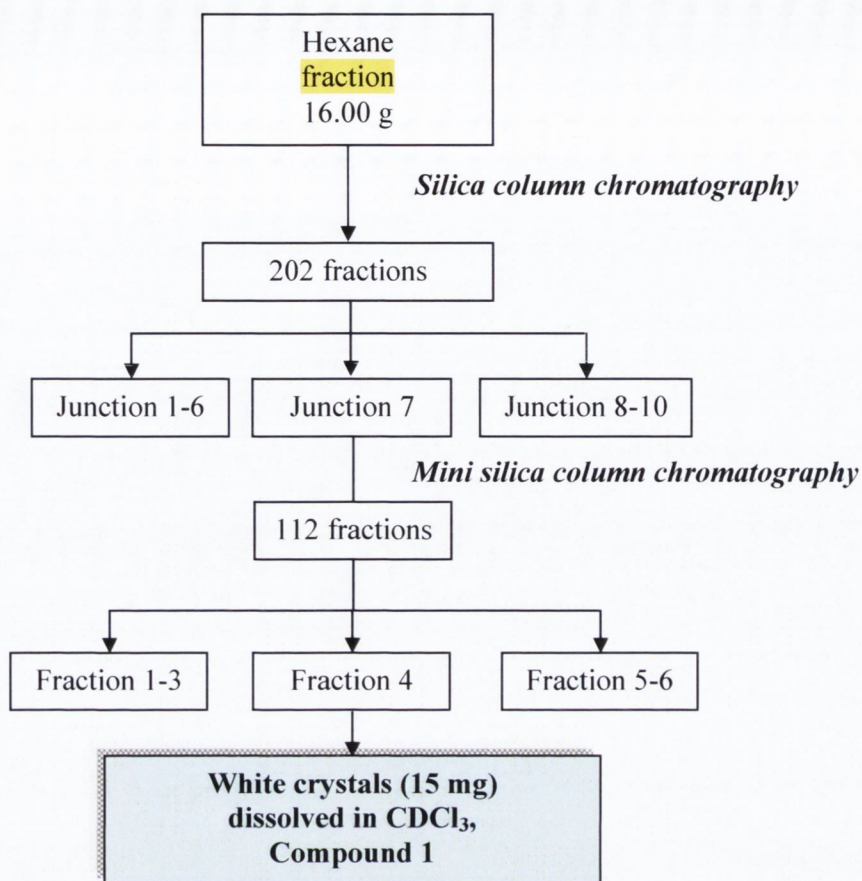 Hexane
fraction
16.00 g
Silica column chromatography
202 fractions
Junction 1-6
Junction 7
Junction 8-10
Mini silica column chromatography
112 fractions
Fraction 1-3
Fraction 4
Fraction 5-6
White crystals (15 mg)
dissolved in CDCl₃,
Compound 1